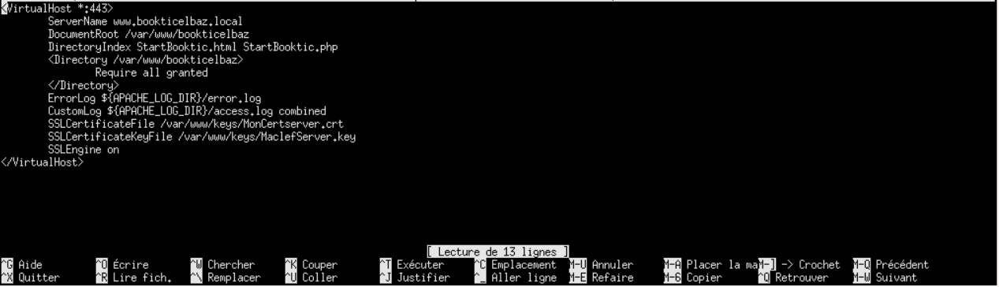 <VirtualHost *:443>
ServerName www.bookticelbaz.local
DocumentRoot /var/www/bookticelbaz
DirectoryIndex StartBooktic.html StartBooktic.php
<Directory /var/www/bookticelbaz>
Require all granted
</Directory>
ErrorLog ${APACHE_LOG_DIR}/error.log
CustomLog ${APACHE_LOG_DIR}/access.log combined
SSLCertificateFile /var/www/keys/MonCertserver.crt
SSLCertificateKeyFile /var/www/keys/MaclefServer.key
SSLEngine on
</VirtualHost>
[ Lecture de 13 lignes ]
^G Aide ^O Écrire ^W Chercher ^K Couper ^T Exécuter ^C Emplacement M-U Annuler M-A Placer la maM-] -> Crochet M-Q Précédent
^X Quitter ^R Lire fich. ^\ Remplacer ^U Coller ^J Justifier ^_ Aller ligne M-E Refaire M-6 Copier ^Q Retrouver M-W Suivant